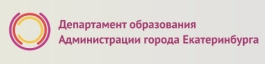 Департамент образования
Администрации города Екатеринбурга